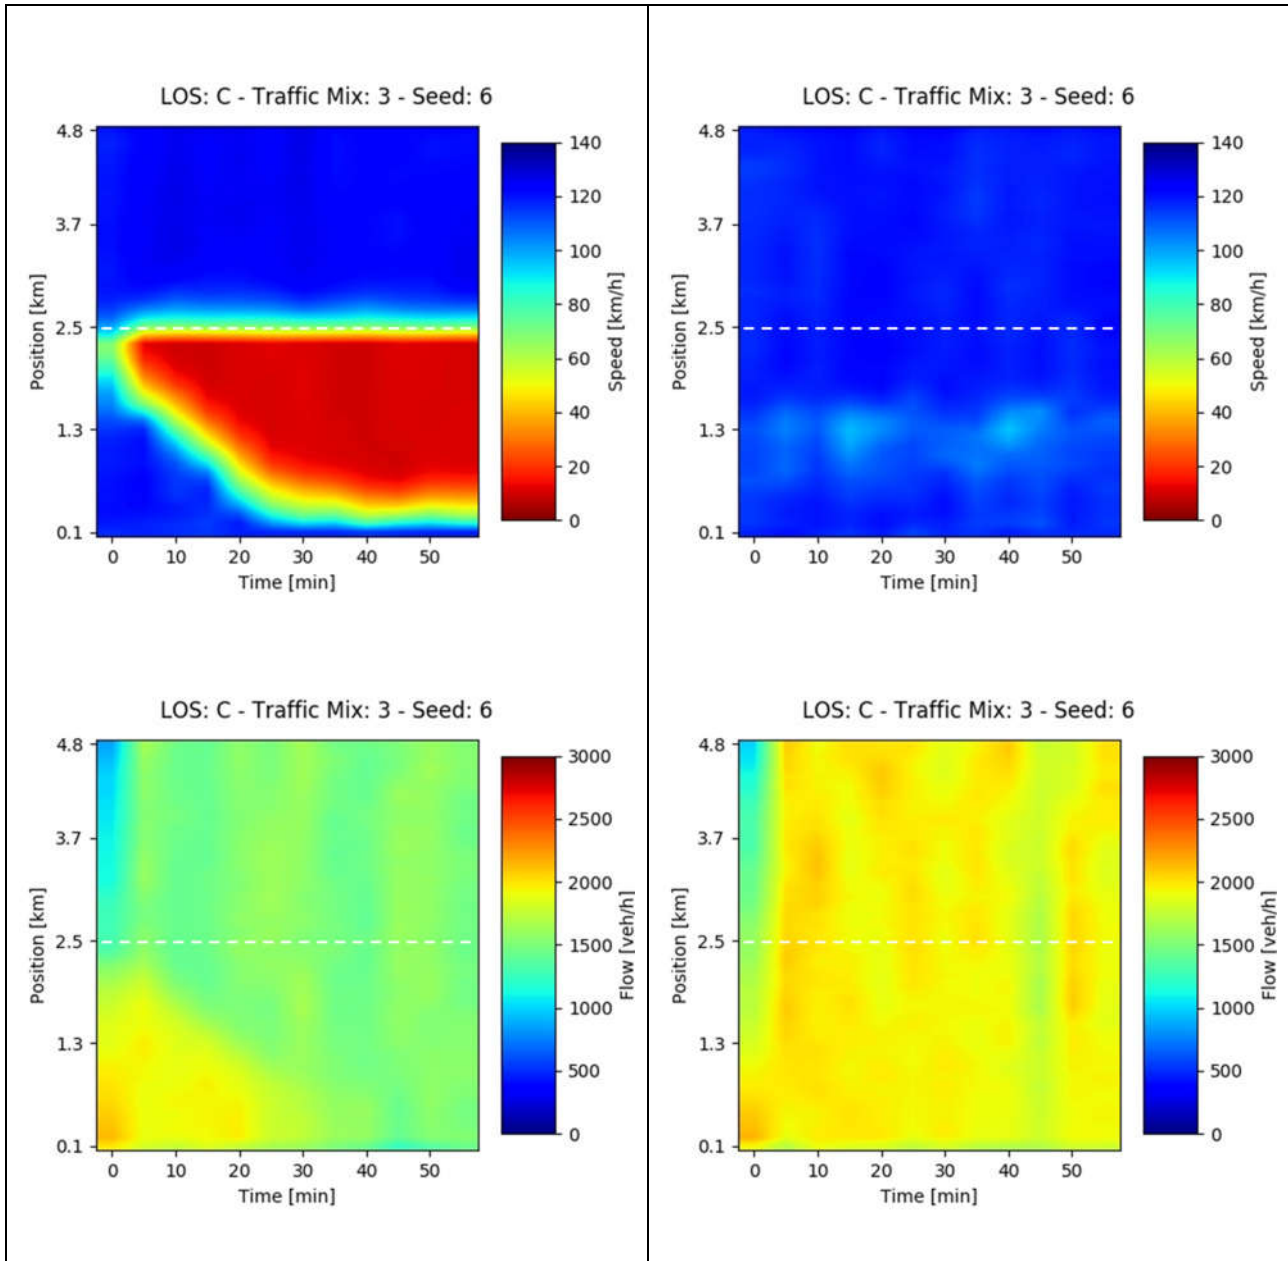 LOS: C - Traffic Mix: 3 - Seed: 6
4.8
3.7
2.5
1.3
0.1
Position [km]
0 10 20 30 40 50
Time [min]
140
120
100
80
60
40
20
0
Speed [km/h]
LOS: C - Traffic Mix: 3 - Seed: 6
4.8
3.7
2.5
1.3
0.1
Position [km]
0 10 20 30 40 50
Time [min]
140
120
100
80
60
40
20
0
Speed [km/h]
LOS: C - Traffic Mix: 3 - Seed: 6
4.8
3.7
2.5
1.3
0.1
Position [km]
0 10 20 30 40 50
Time [min]
3000
2500
2000
1500
1000
500
0
Flow [veh/h]
LOS: C - Traffic Mix: 3 - Seed: 6
4.8
3.7
2.5
1.3
0.1
Position [km]
0 10 20 30 40 50
Time [min]
3000
2500
2000
1500
1000
500
0
Flow [veh/h]